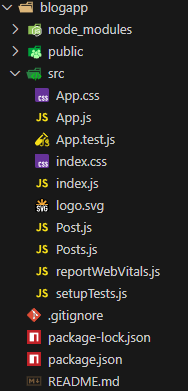 blogapp
node_modules
public
src
App.css
App.js
App.test.js
index.css
index.js
logo.svg
Post.js
Posts.js
reportWebVitals.js
setupTests.js
.gitignore
package-lock.json
package.json
README.md